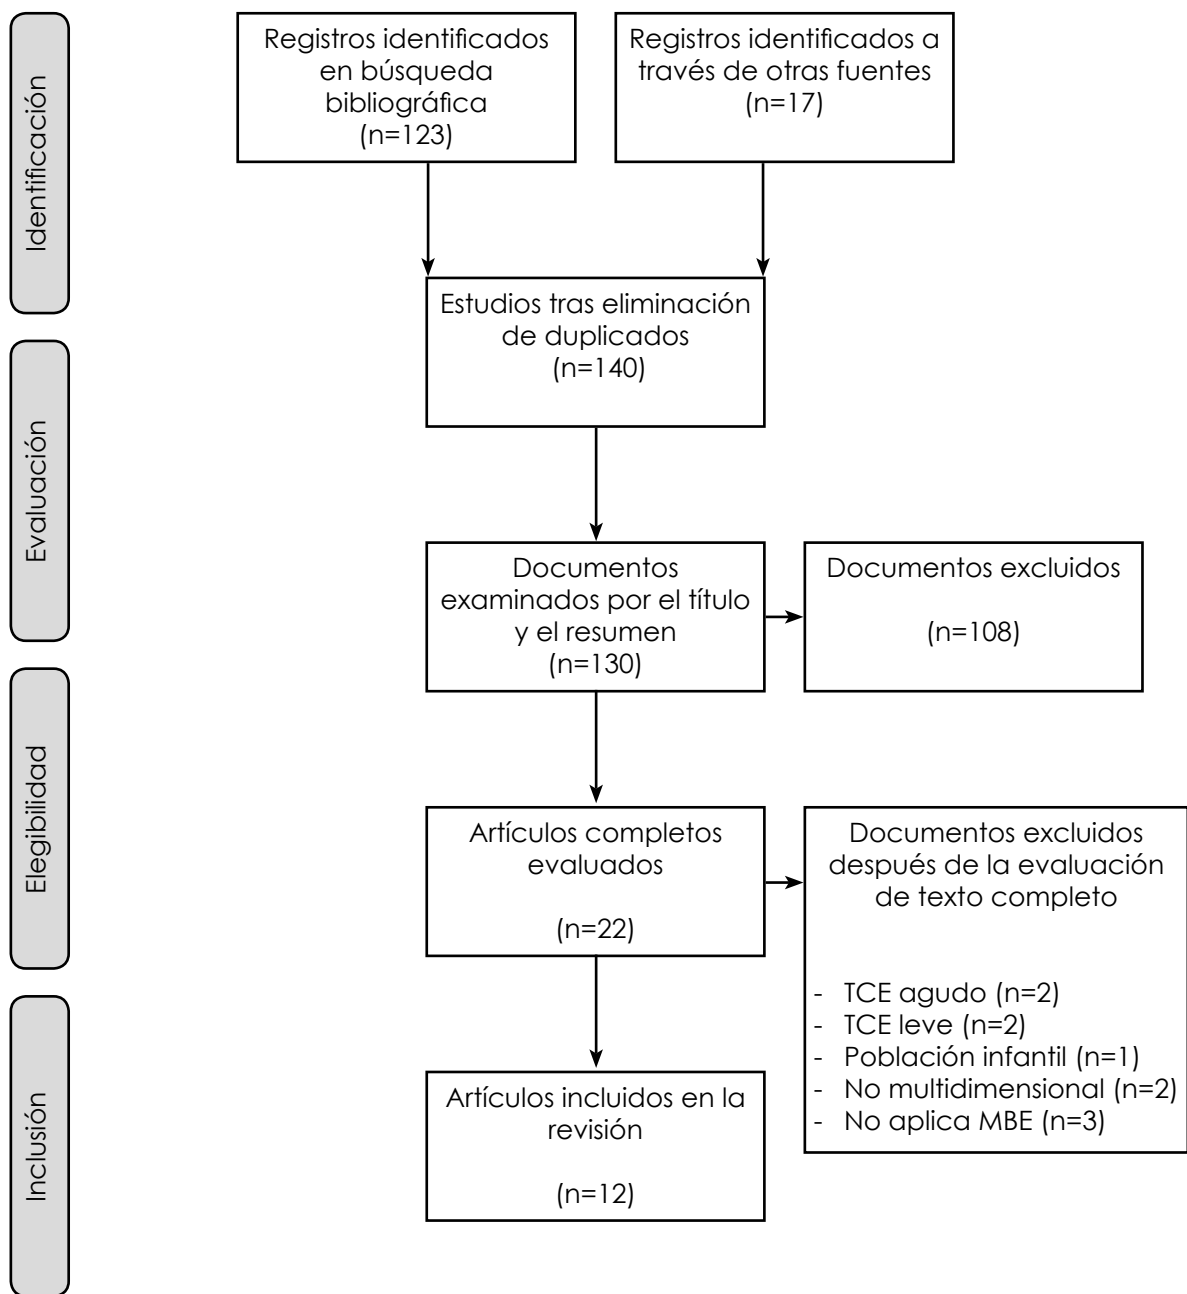 Identificación
Registros identificados
en búsqueda
bibliográfica
(n=123)
Registros identificados a
través de otras fuentes
(n=17)
Estudios tras eliminación
de duplicados
(n=140)
Evaluación
Documentos
examinados por el título
y el resumen
(n=130)
Documentos excluidos
(n=108)
Elegibilidad
Artículos completos
evaluados
(n=22)
Documentos excluidos
después de la evaluación
de texto completo
- TCE agudo (n=2)
- TCE leve (n=2)
- Población infantil (n=1)
- No multidimensional (n=2)
- No aplica MBE (n=3)
Inclusión
Artículos incluidos en la
revisión
(n=12)